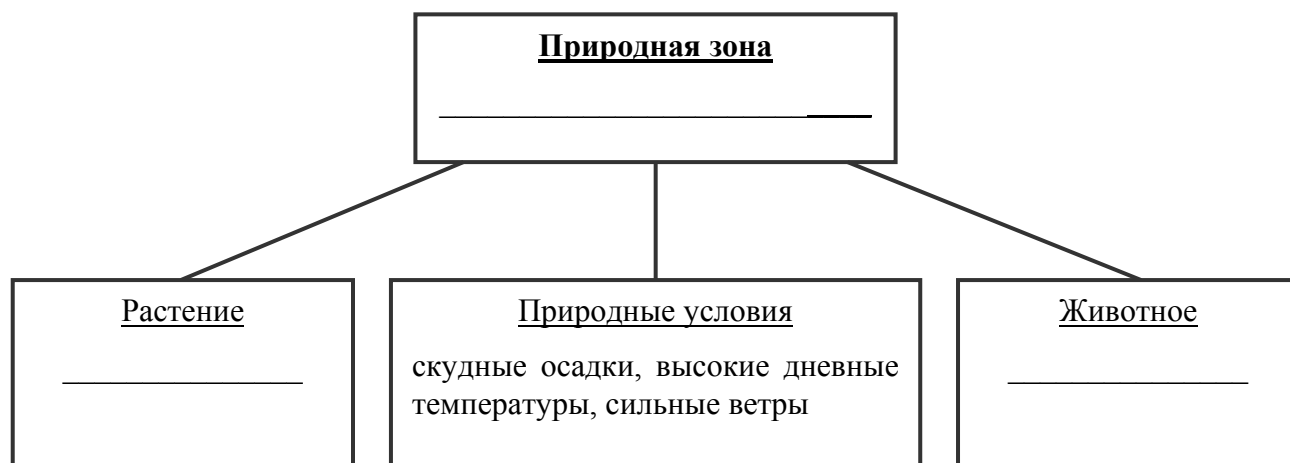 Природная зона
Растение
Природные условия
скудные осадки, высокие дневные
температуры, сильные ветры
Животное